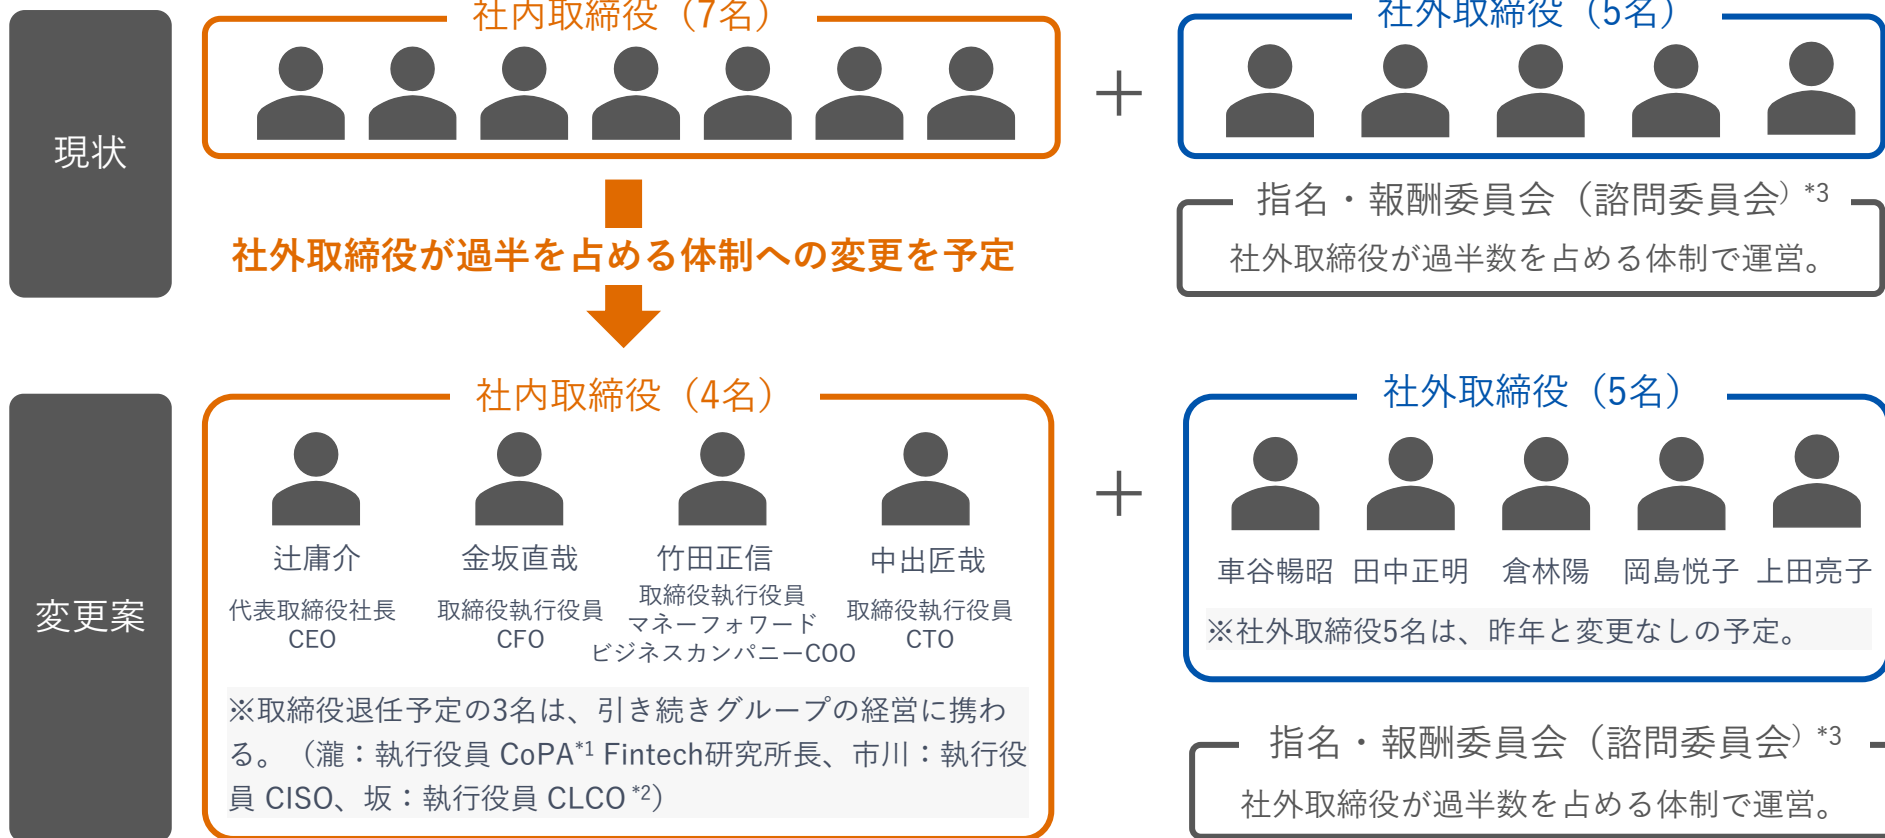 現状
社内取締役（7名）
社外取締役（5名）
＋
指名・報酬委員会（諮問委員会）*3
社外取締役が過半数を占める体制で運営。
社外取締役が過半を占める体制への変更を予定
変更案
社内取締役（4名）
辻庸介
代表取締役社長
CEO
金坂直哉
取締役執行役員
CFO
竹田正信
取締役執行役員
マネーフォワード
ビジネスカンパニーCOO
中出匠哉
取締役執行役員
CTO
※取締役退任予定の3名は、引き続きグループの経営に携わ
る。（瀧：執行役員 CoPA*1 Fintech研究所長、市川：執行役
員 CISO、坂：執行役員 CLCO*2）
＋
社外取締役（5名）
車谷暢昭
田中正明
倉林陽
岡島悦子
上田亮子
※社外取締役5名は、昨年と変更なしの予定。
指名・報酬委員会（諮問委員会）*3
社外取締役が過半数を占める体制で運営。